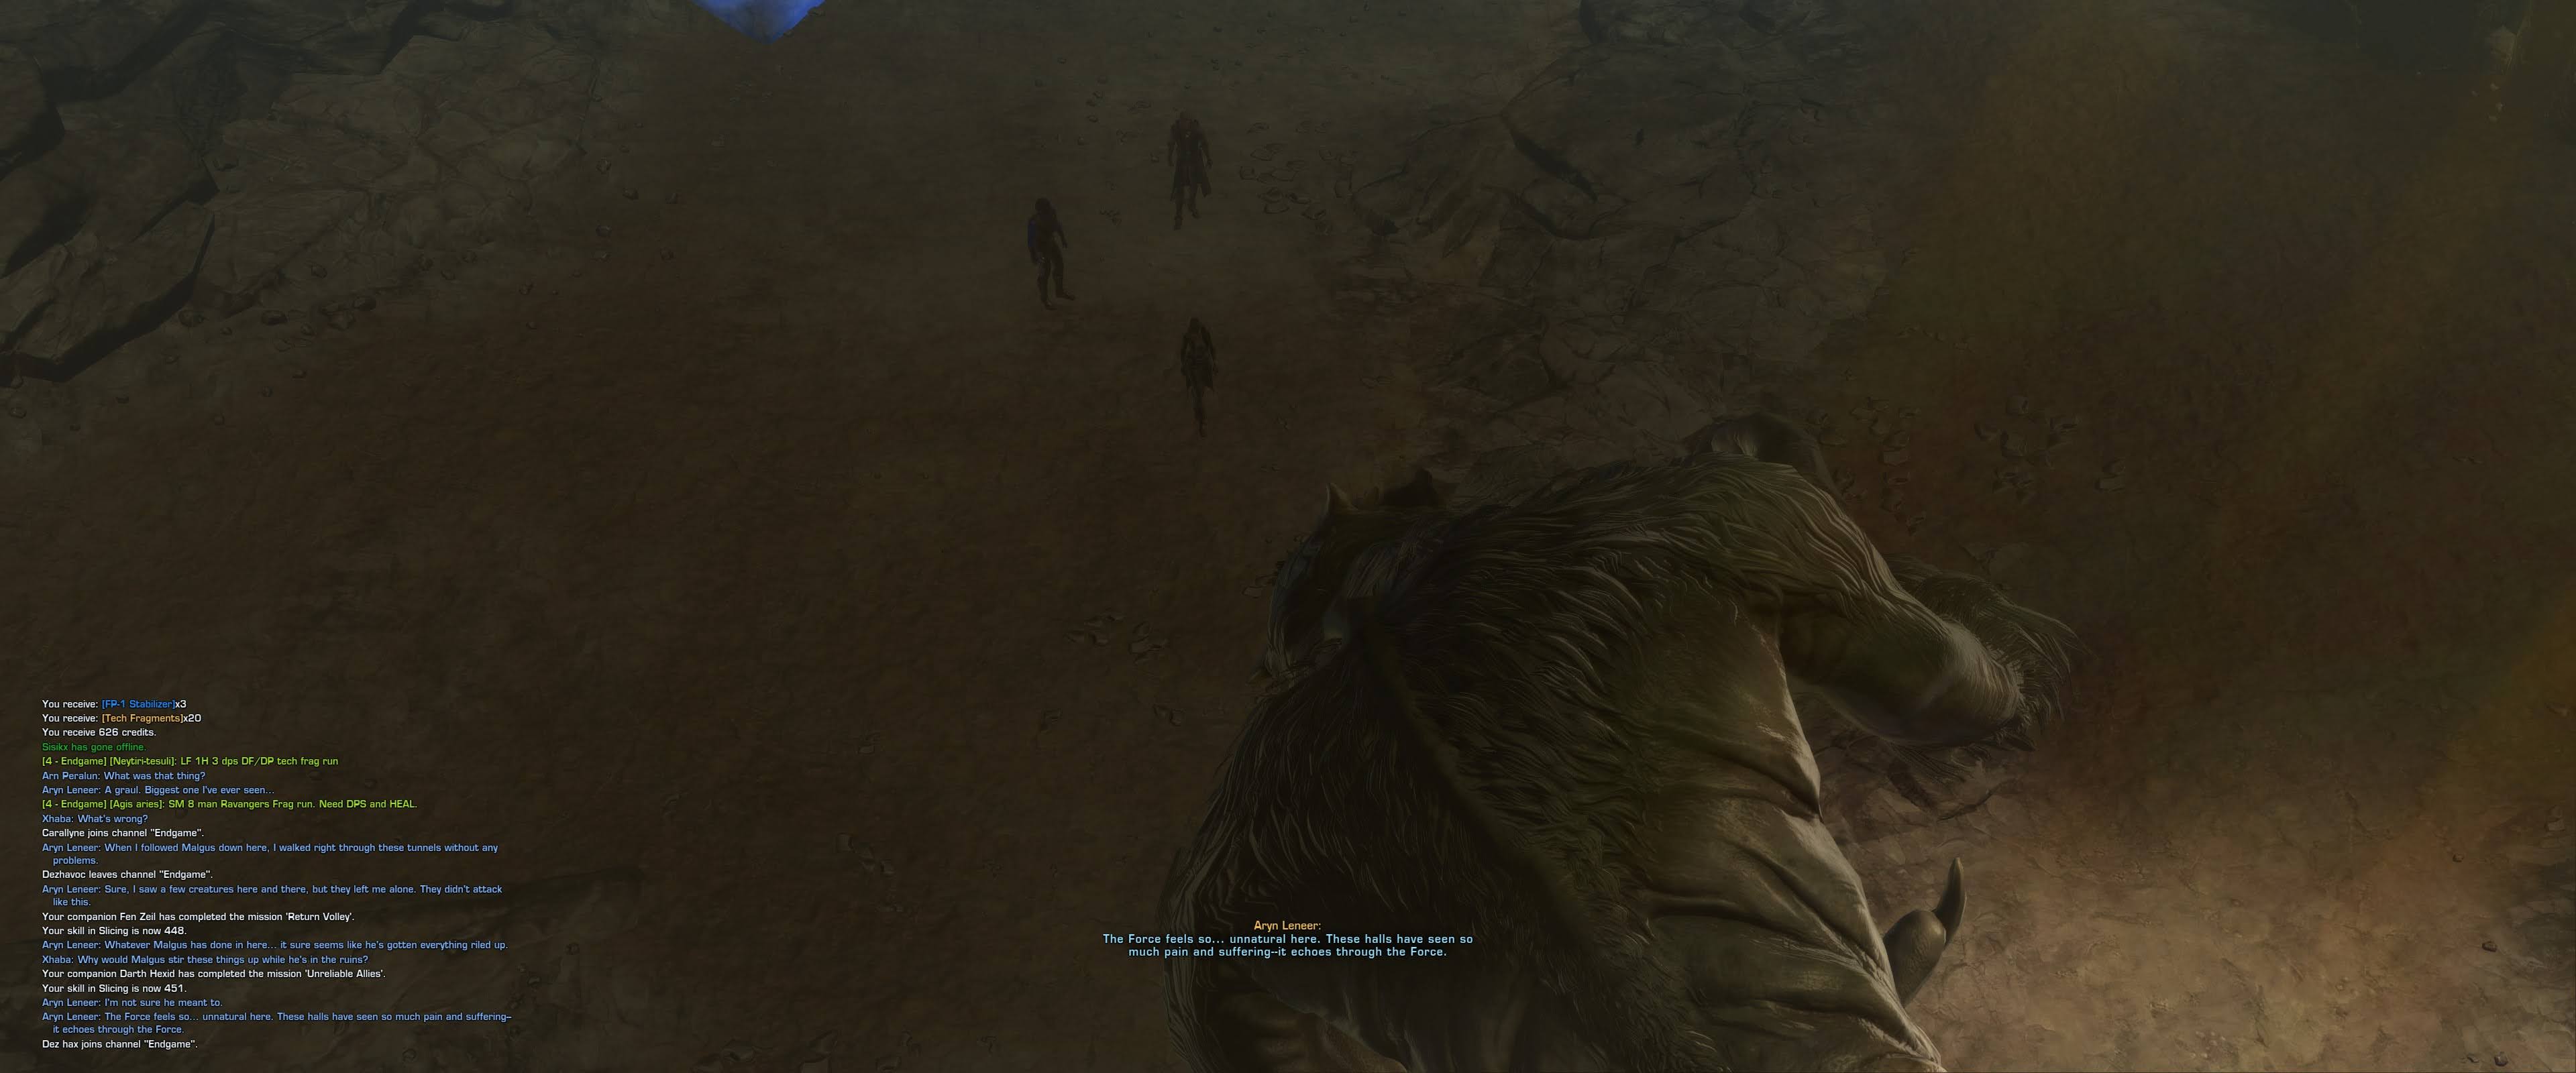 You receive: [FP-1 Stabilizer]x3
You receive: [Tech Fragments]x20
You receive 626 credits.
Sisikx has gone offline.
[4 - Endgame] [Neytiri-tesuli]: LF 1H 3 dps DF/DP tech frag run
Arn Peralun: What was that thing?
Aryn Leneer: A graul. Biggest one I've ever seen...
[4 - Endgame] [Agis aries]: SM 8 man Ravangers Frag run. Need DPS and HEAL.
Xhaba: What's wrong?
Carallyne joins channel "Endgame".
Aryn Leneer: When I followed Malgus down here, I walked right through these tunnels without any
problems.
Dezhavoc leaves channel "Endgame".
Aryn Leneer: Sure, I saw a few creatures here and there, but they left me alone. They didn't attack
like this.
Your companion Fen Zeil has completed the mission 'Return Volley'.
Your skill in Slicing is now 448.
Aryn Leneer: Whatever Malgus has done in here... it sure seems like he's gotten everything riled up.
Xhaba: Why would Malgus stir these things up while he's in the ruins?
Your companion Darth Hexid has completed the mission 'Unreliable Allies'.
Your skill in Slicing is now 451.
Aryn Leneer: I'm not sure he meant to.
Aryn Leneer: The Force feels so... unnatural here. These halls have seen so much pain and suffering--
it echoes through the Force.
Dez hax joins channel "Endgame".
Aryn Leneer:
The Force feels so... unnatural here. These halls have seen so
much pain and suffering--it echoes through the Force.